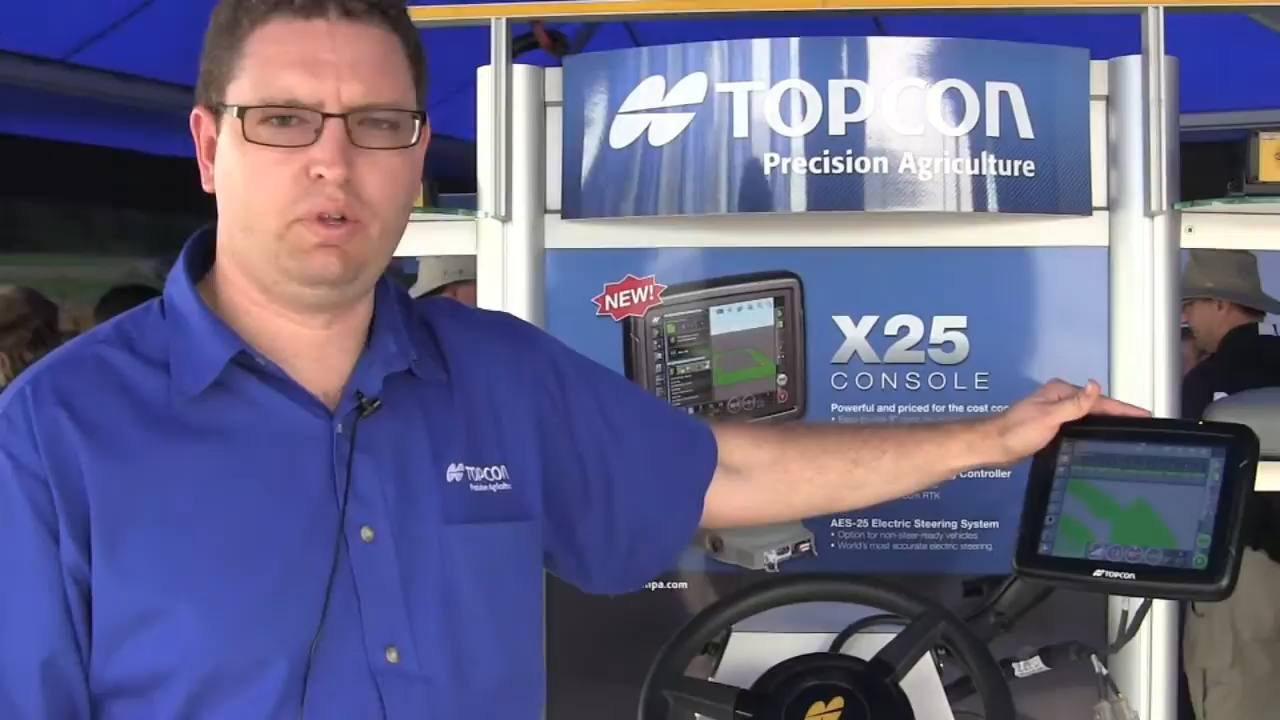 TOPCON
Precision Agriculture
NEW!
X25
CONSOLE
Powerful and priced for the cost
Controller
RTK
AES-25 Electric Steering System
• Option for non-steer-ready vehicles
• World's most accurate electric steering
TOPCON
Precision
TOPCON